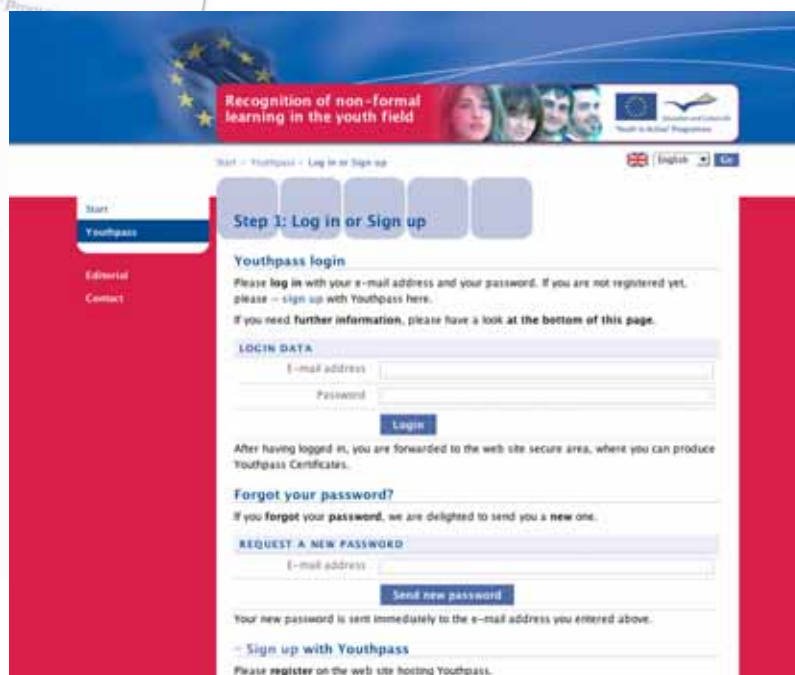 Recognition of non-formal
learning in the youth field
'Youth in Action' Programme
Start > Youthpass > Log in or Sign up
English
Go
Start
Youthpass
Editorial
Contact
Step 1: Log in or Sign up
Youthpass login
Please log in with your e-mail address and your password. If you are not registered yet,
please – sign up with Youthpass here.
If you need further information, please have a look at the bottom of this page.
LOGIN DATA
E-mail address
Password
Login
After having logged in, you are forwarded to the web site secure area, where you can produce
Youthpass Certificates.
Forgot your password?
If you forgot your password, we are delighted to send you a new one.
REQUEST A NEW PASSWORD
E-mail address
Send new password
Your new password is sent immediately to the e-mail address you entered above.
– Sign up with Youthpass
Please register on the web site hosting Youthpass.